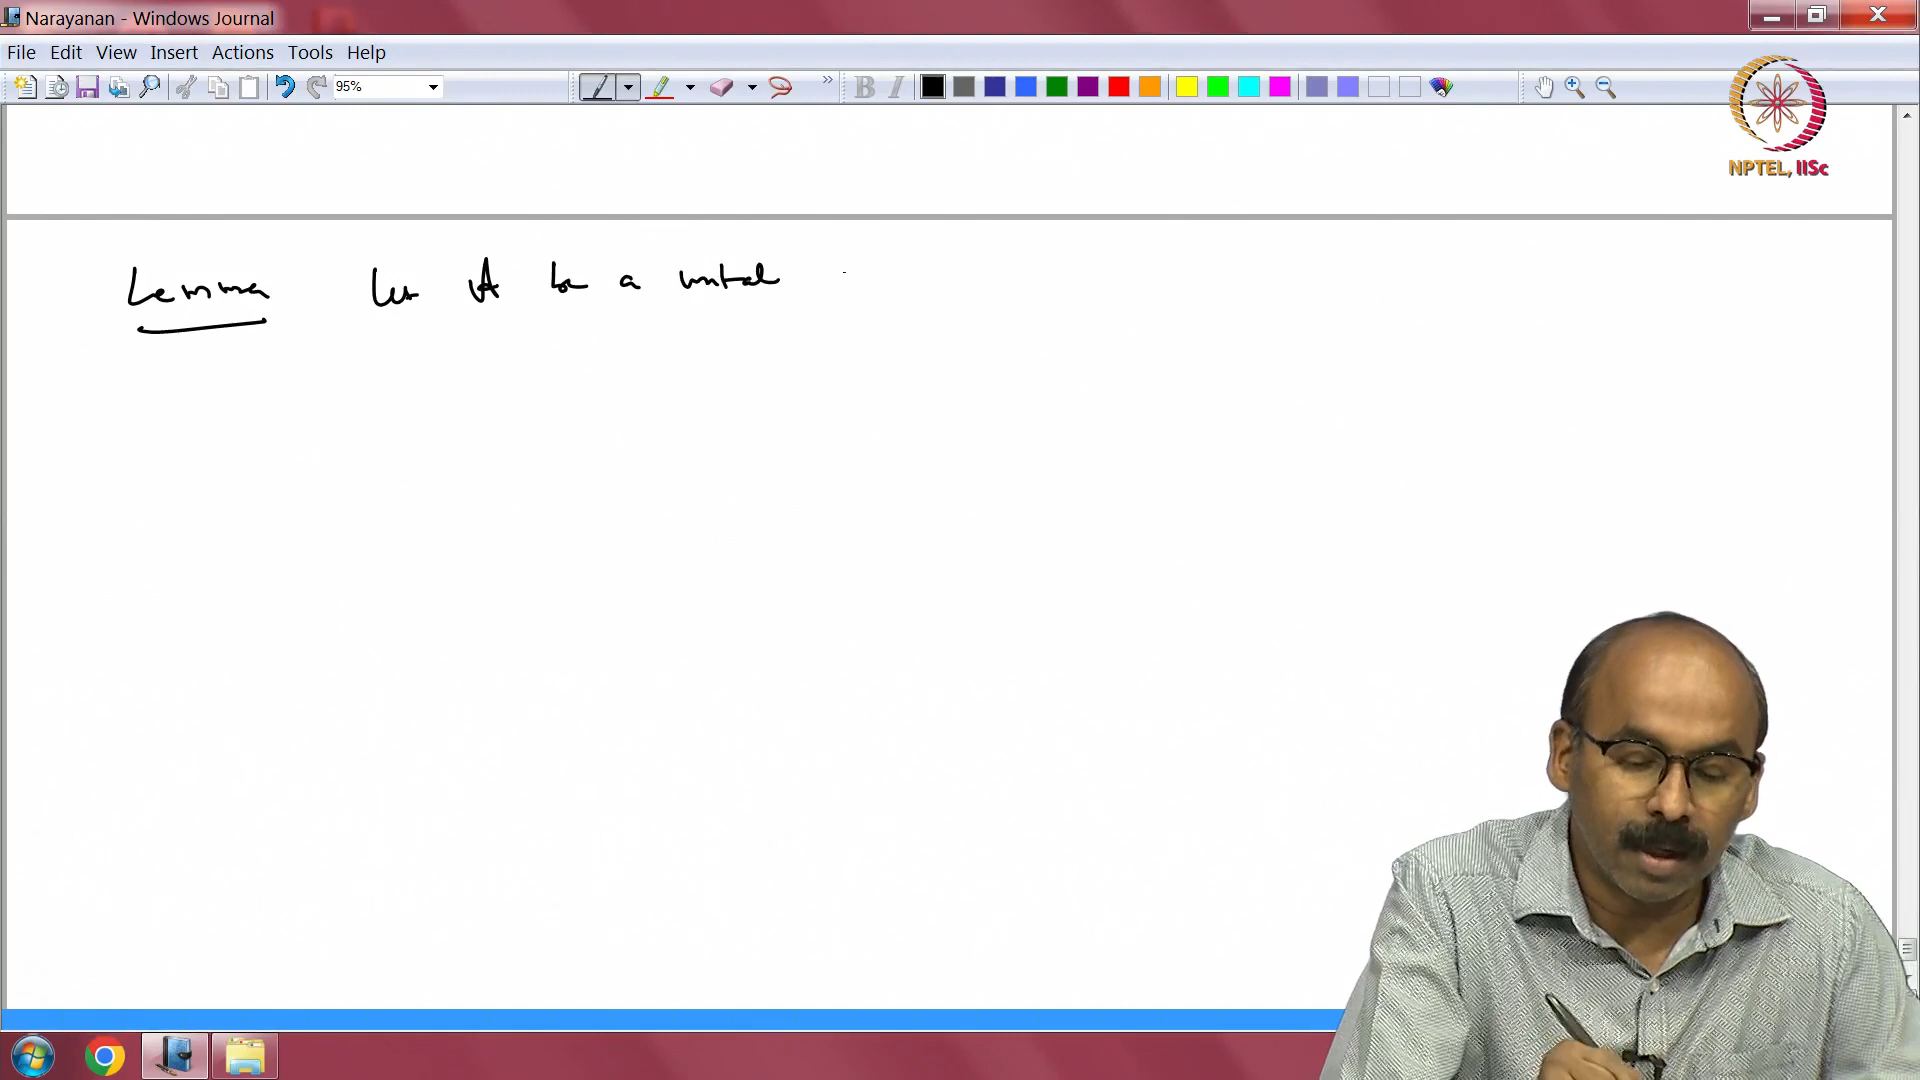 Narayanan - Windows Journal
File Edit View Insert Actions Tools Help
95%
B I
NPTEL, IISc
Lemma Let A be a unital